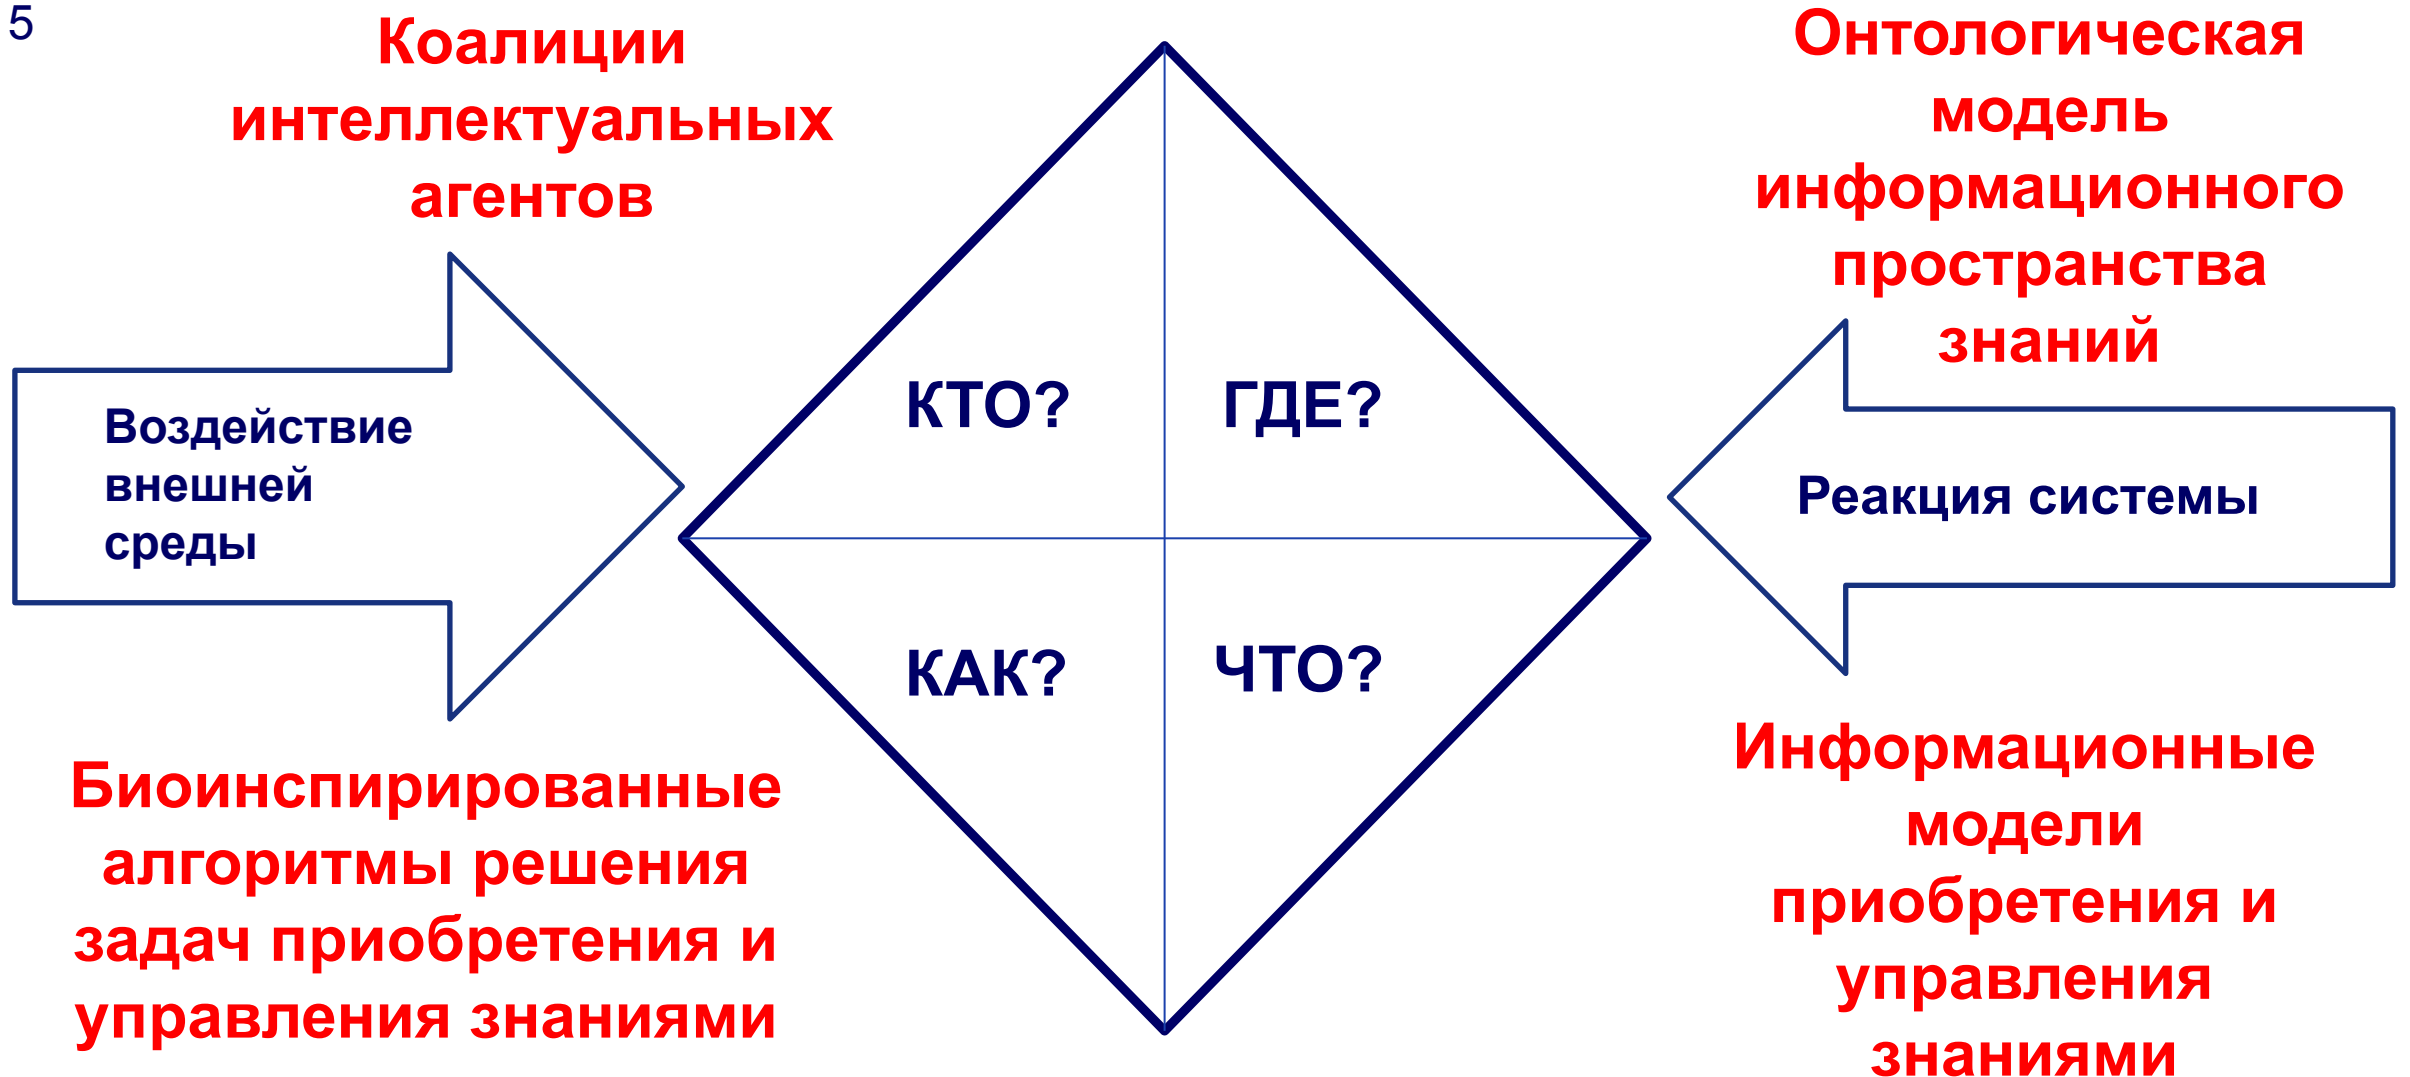 5
Коалиции
интеллектуальных
агентов
Онтологическая
модель
информационного
пространства
знаний
Воздействие
внешней
среды
КТО?
ГДЕ?
КАК?
ЧТО?
Реакция системы
Биоинспирированные
алгоритмы решения
задач приобретения и
управления знаниями
Информационные
модели
приобретения и
управления
знаниями